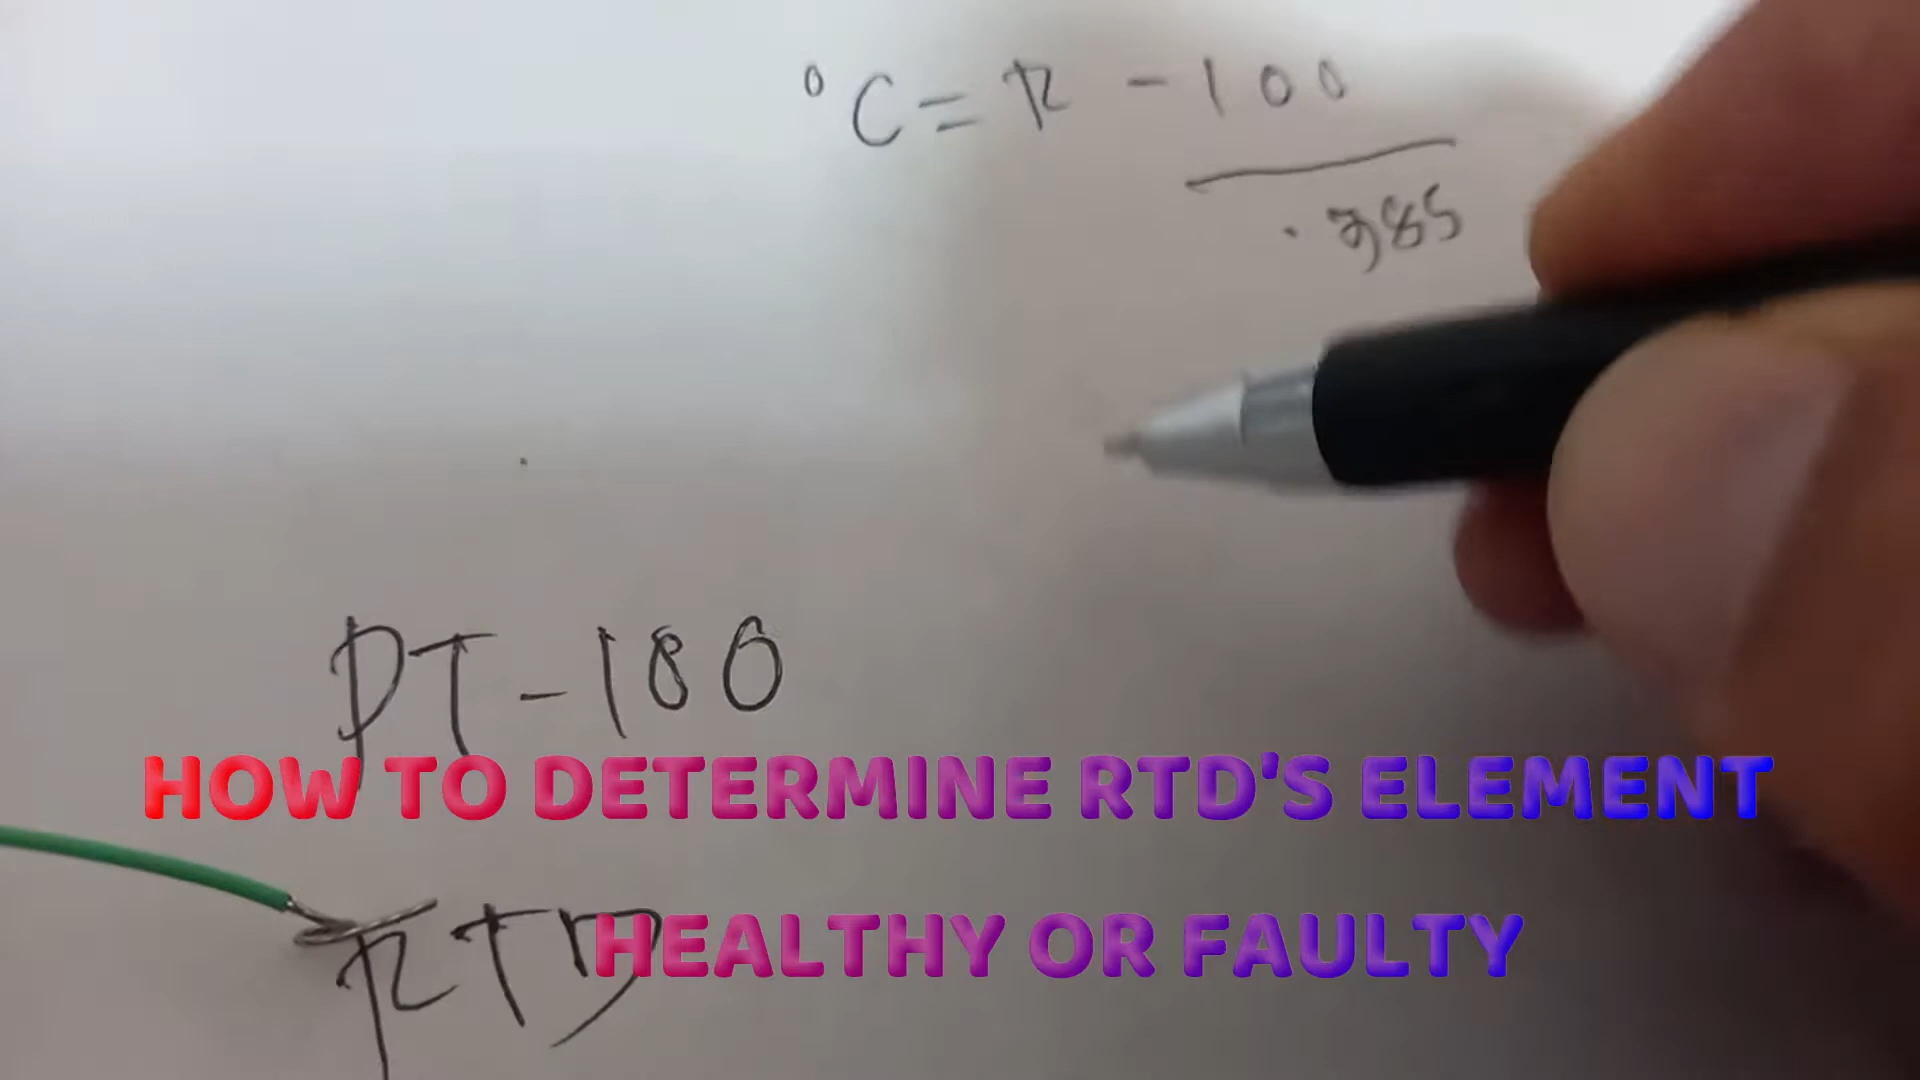 °C = R - 100
.385
PT-100
HOW TO DETERMINE RTD'S ELEMENT
HEALTHY OR FAULTY
RTD